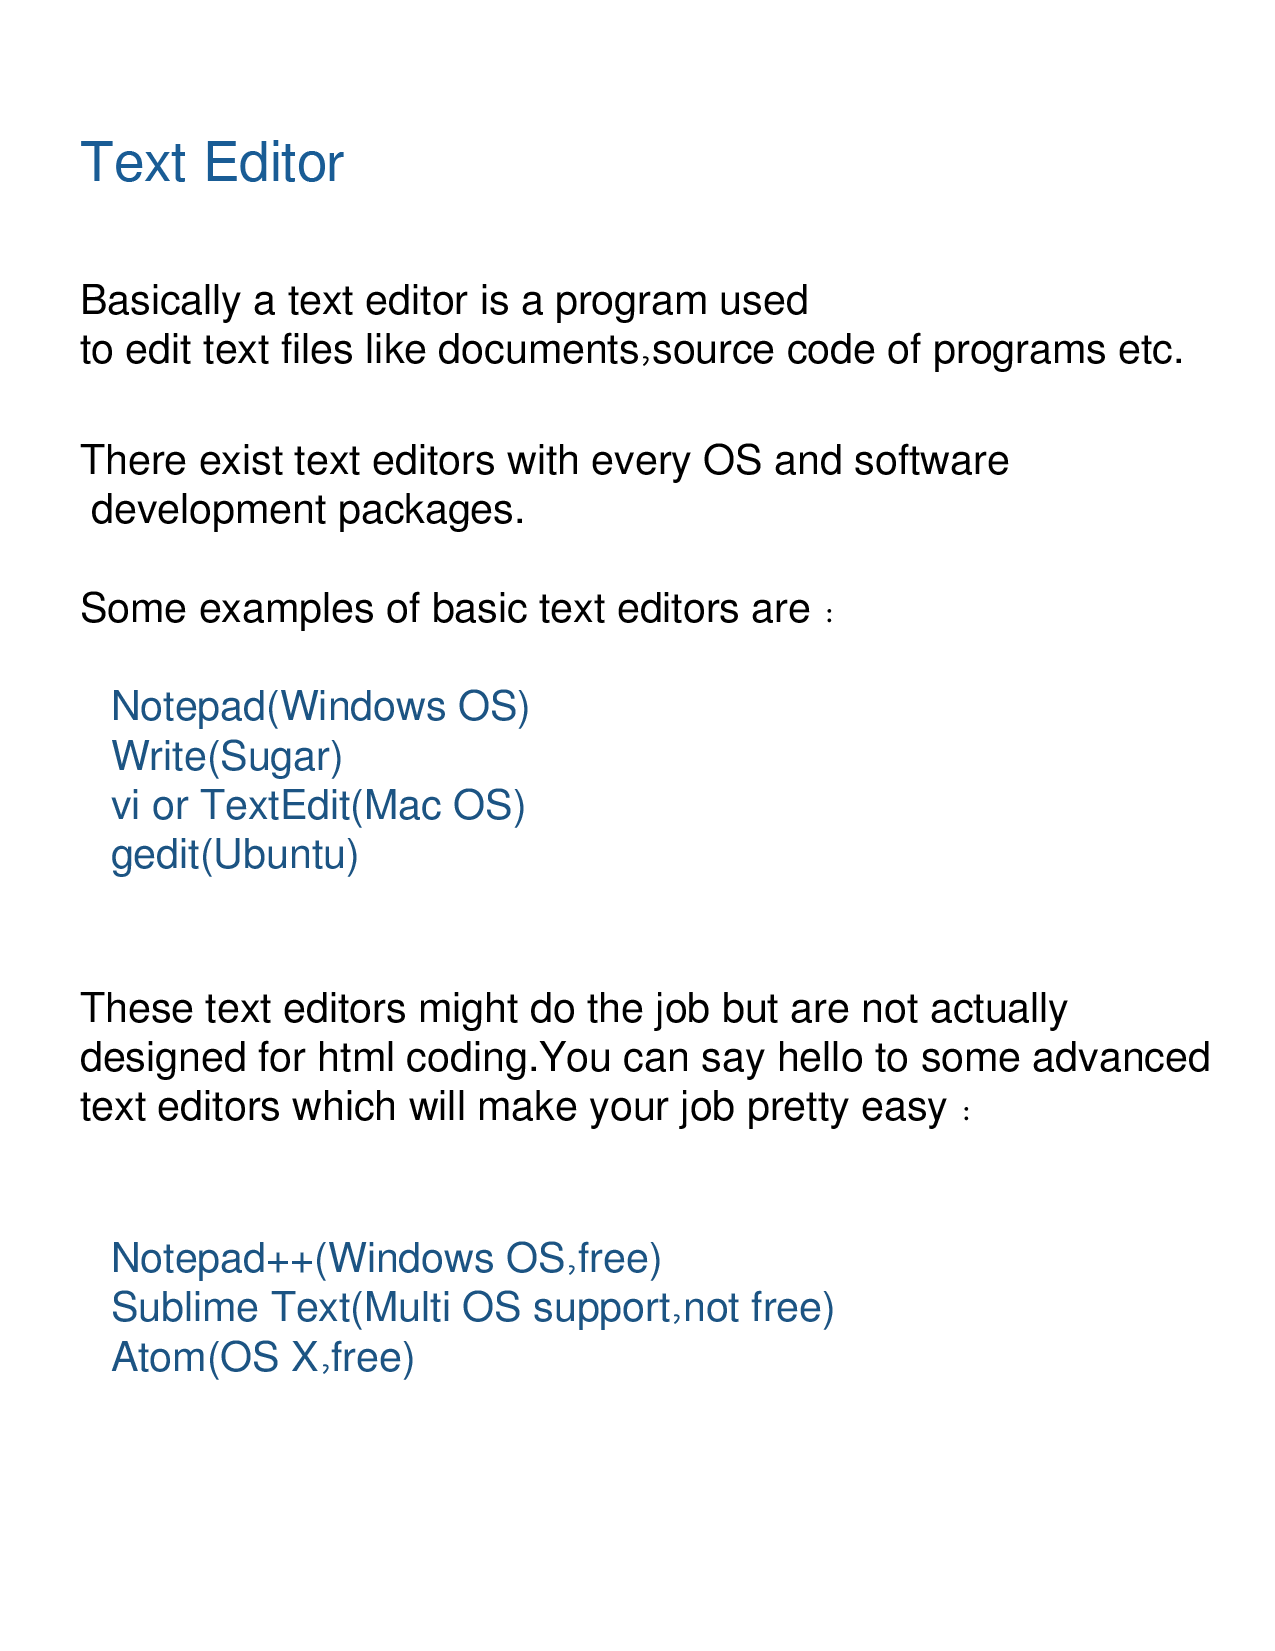 Text Editor
Basically a text editor is a program used
to edit text files like documents,source code of programs etc.
There exist text editors with every OS and software
development packages.
Some examples of basic text editors are :
Notepad(Windows OS)
Write(Sugar)
vi or TextEdit(Mac OS)
gedit(Ubuntu)
These text editors might do the job but are not actually
designed for html coding.You can say hello to some advanced
text editors which will make your job pretty easy :
Notepad++(Windows OS,free)
Sublime Text(Multi OS support,not free)
Atom(OS X,free)